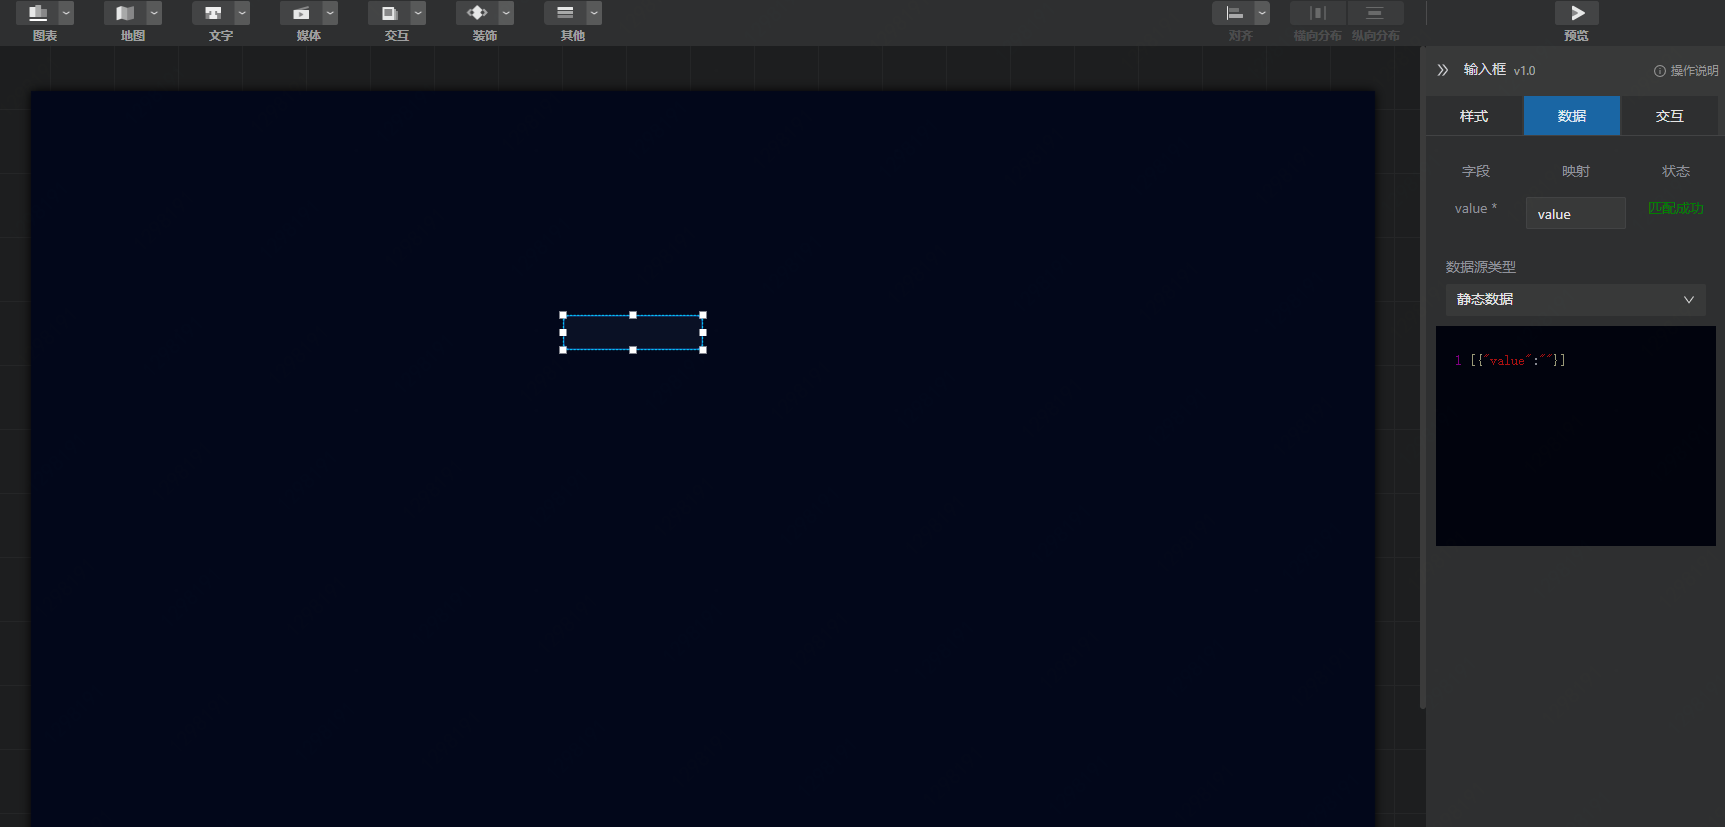 图表 地图 文字 媒体 交互 装饰 其他 对齐 横向分布 纵向分布 预览
输入框 v1.0 操作说明
样式 数据 交互
字段 映射 状态
value * value 匹配成功
数据源类型
静态数据
1 [{"value":""}]